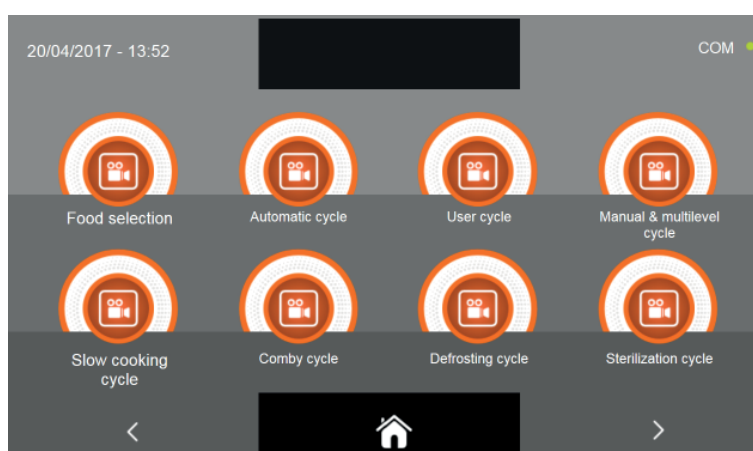 20/04/2017 - 13:52
COM
Food selection
Automatic cycle
User cycle
Manual & multilevel
cycle
Slow cooking
cycle
Comby cycle
Defrosting cycle
Sterilization cycle